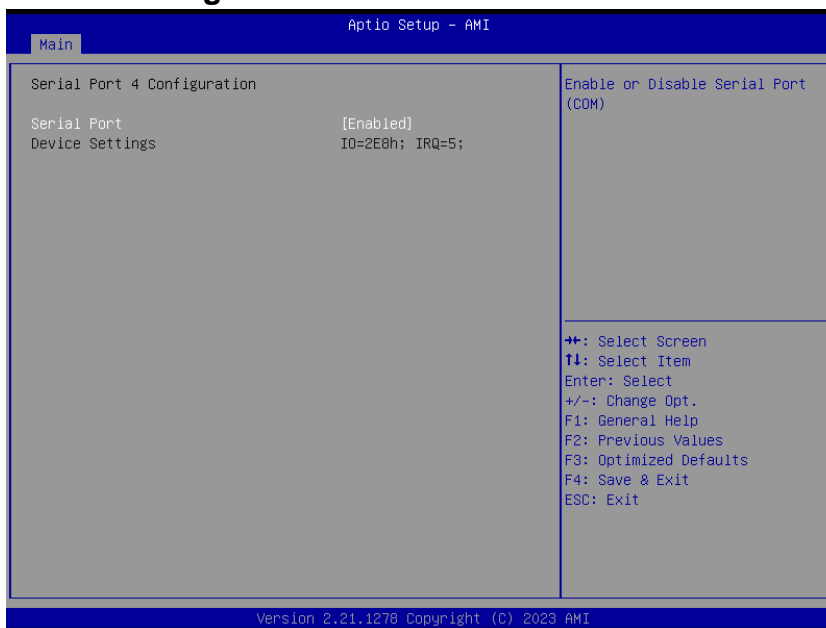 Aptio Setup – AMI
Main
Serial Port 4 Configuration
Serial Port [Enabled]
Device Settings IO=2E8h; IRQ=5;
Enable or Disable Serial Port
(COM)
→←: Select Screen
↑↓: Select Item
Enter: Select
+/-: Change Opt.
F1: General Help
F2: Previous Values
F3: Optimized Defaults
F4: Save & Exit
ESC: Exit
Version 2.21.1278 Copyright (C) 2023 AMI